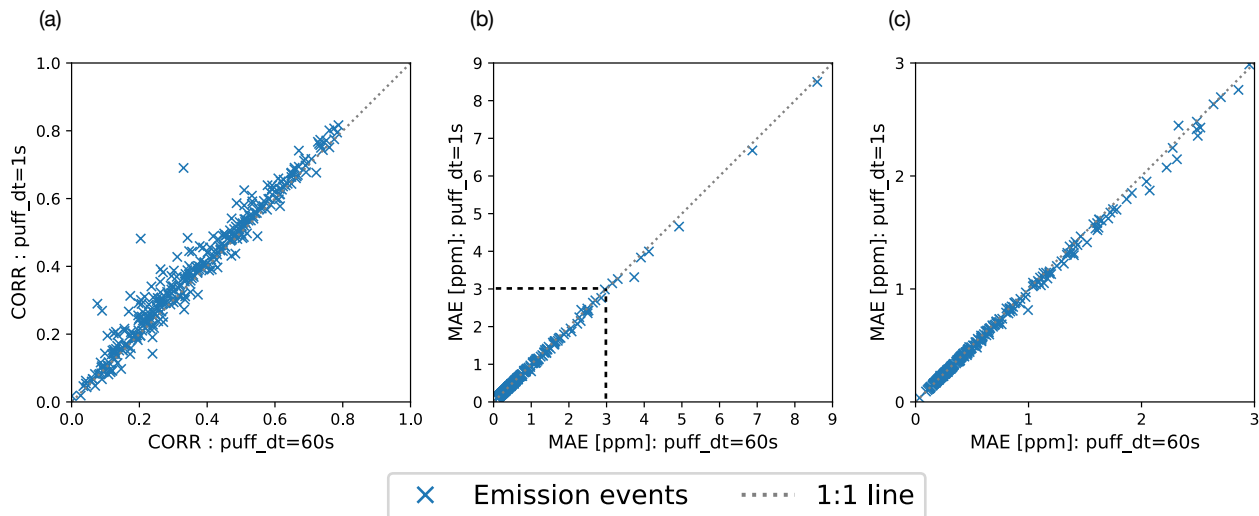 (a)
(b)
(c)
1.0
0.8
0.6
0.4
0.2
0.0
0.0 0.2 0.4 0.6 0.8 1.0
CORR : puff_dt=1s
CORR : puff_dt=60s
9
8
7
6
5
4
3
2
1
0
0 1 2 3 4 5 6 7 8 9
MAE [ppm]: puff_dt=1s
MAE [ppm]: puff_dt=60s
3
2
1
0
0 1 2 3
MAE [ppm]: puff_dt=1s
MAE [ppm]: puff_dt=60s
Emission events 1:1 line